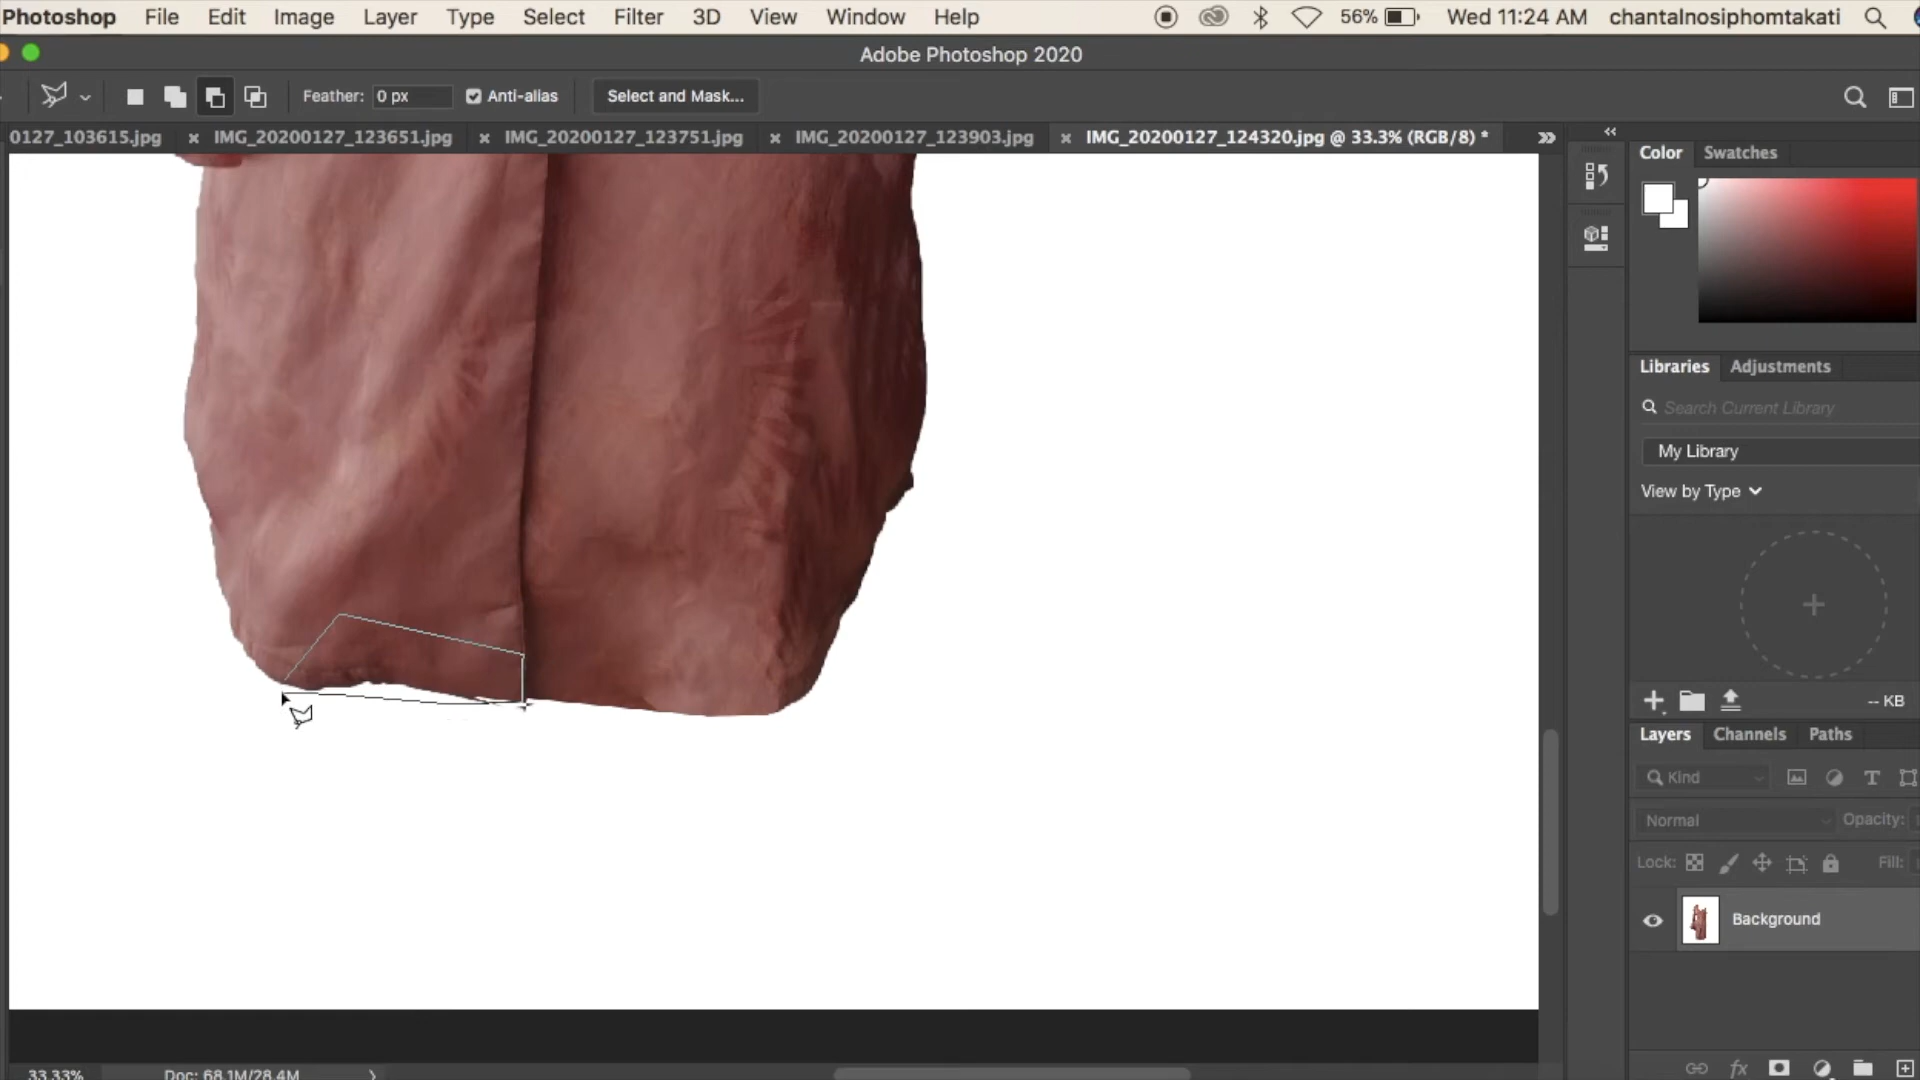 Photoshop File Edit Image Layer Type Select Filter 3D View Window Help 56% Wed 11:24 AM chantalnosiphomtakati
Adobe Photoshop 2020
Feather: 0 px Anti-alias Select and Mask...
0127_103615.jpg × IMG_20200127_123651.jpg × IMG_20200127_123751.jpg × IMG_20200127_123903.jpg × IMG_20200127_124320.jpg @ 33.3% (RGB/8) *
Color Swatches
Libraries Adjustments
Search Current Library
My Library
View by Type
-- KB
Layers Channels Paths
Kind
Normal Opacity:
Lock: Fill:
Background
fx
33.33% Doc: 68.1M/28.4M